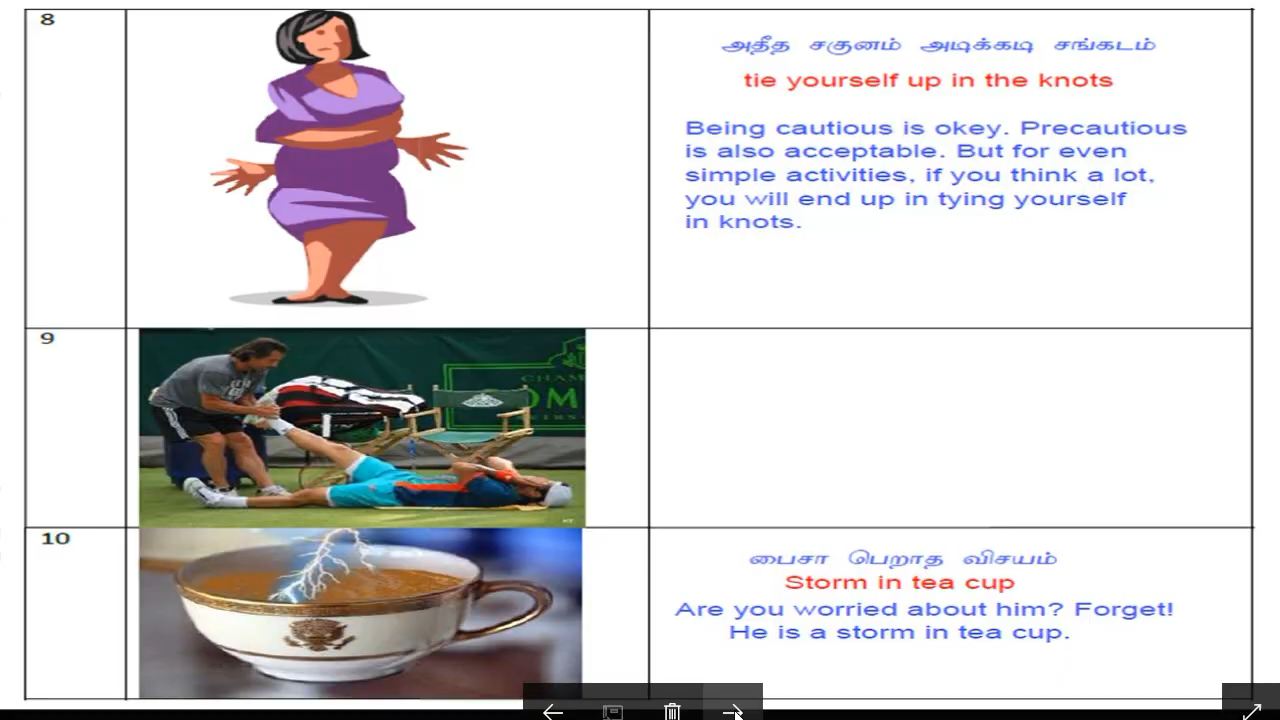 8
அதீத சகுனம் அடிக்கடி சங்கடம்
tie yourself up in the knots
Being cautious is okey. Precautious
is also acceptable. But for even
simple activities, if you think a lot,
you will end up in tying yourself
in knots.
9
CHAM
OM
10
பைசா பெறாத விசயம்
Storm in tea cup
Are you worried about him? Forget!
He is a storm in tea cup.